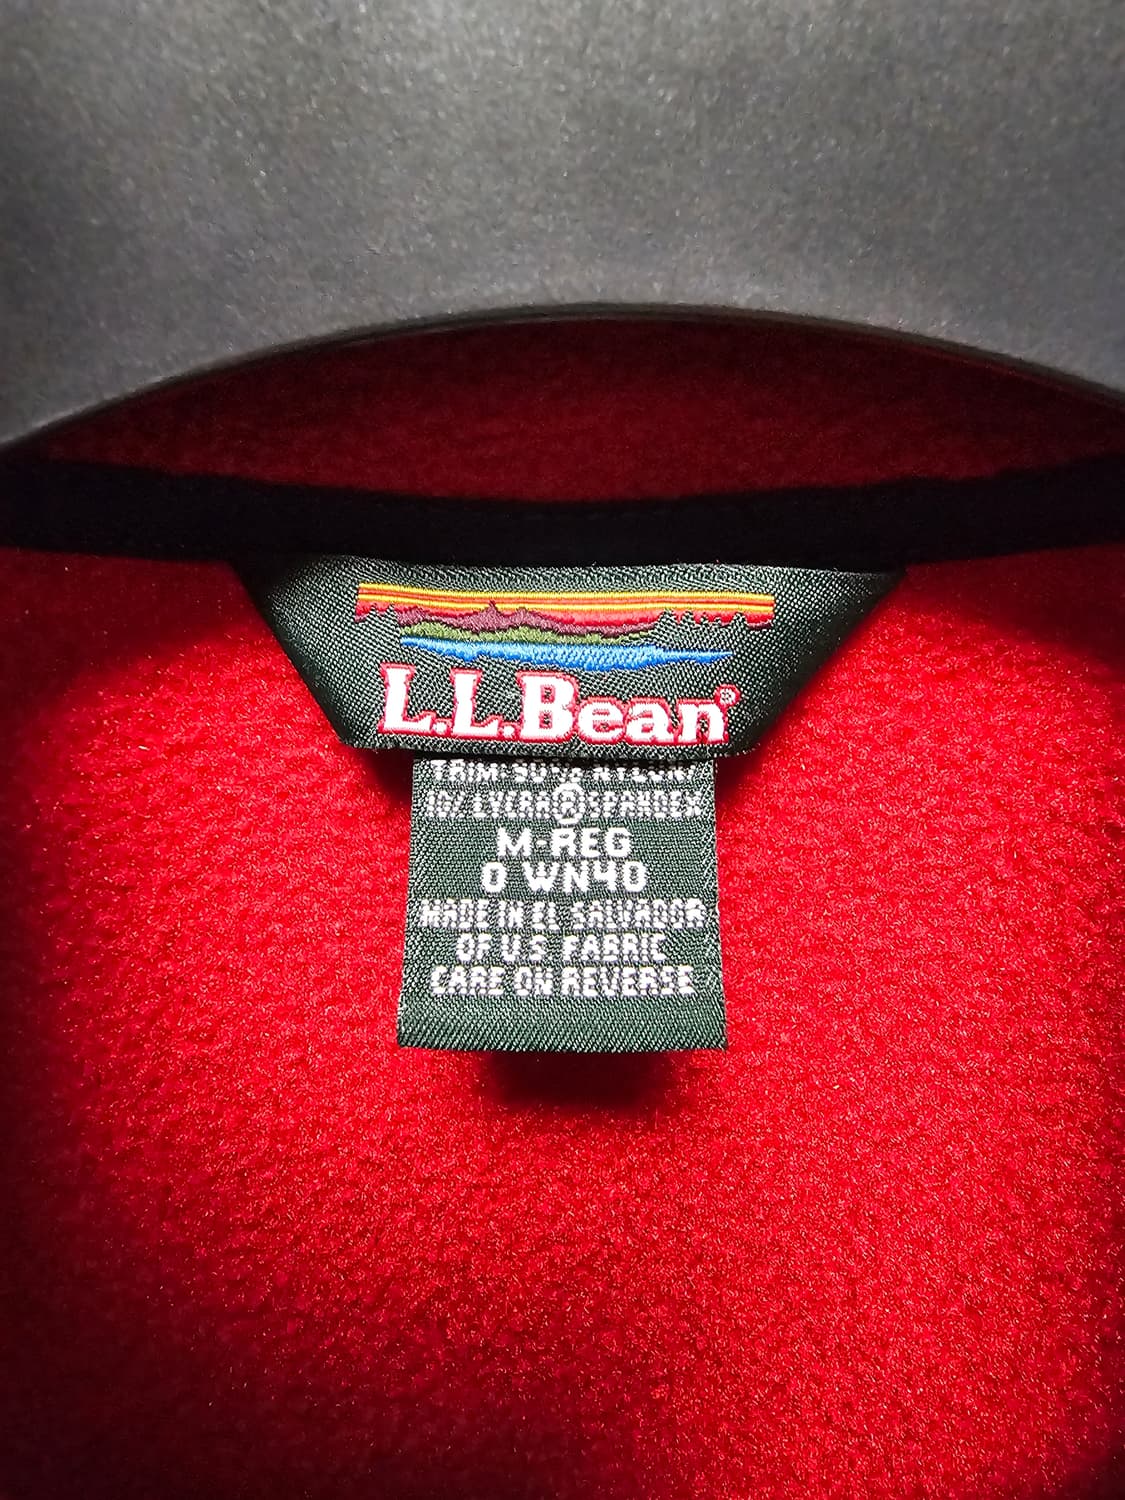 L.L.Bean®
TRIM-90% NYLON/
10% LYCRA® SPANDEX
M-REG
0 WN40
MADE IN EL SALVADOR
OF U.S FABRIC
CARE ON REVERSE